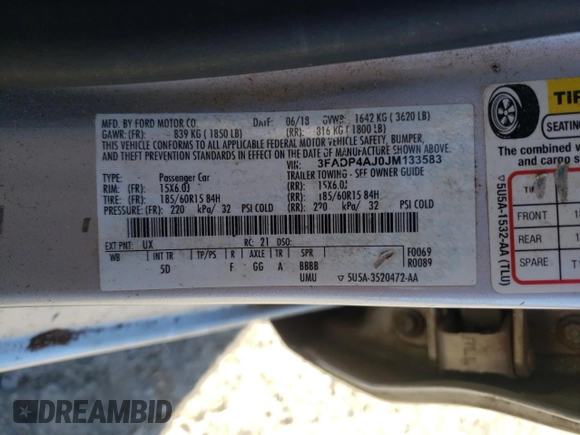 MFD. BY FORD MOTOR CO.
DATE: 06/18 GVWR: 1642 KG ( 3620 LB)
GAWR: (FR): 839 KG ( 1850 LB) (RR): 816 KG ( 1800 LB)
THIS VEHICLE CONFORMS TO ALL APPLICABLE FEDERAL MOTOR VEHICLE SAFETY, BUMPER,
AND THEFT PREVENTION STANDARDS IN EFFECT ON THE DATE OF MANUFACTURE SHOWN ABOVE.
VIN: 3FADP4AJ0JM133583
TYPE: Passenger Car TRAILER TOWING - SEE OWNER GUIDE
RIM: (FR) 15X6.0J (RR): 15X6.0J
TIRE: (FR) 185/60R15 84H (RR): 185/60R15 84H
PRESSURE: (FR) 220 kPa/ 32 PSI COLD (RR): 220 kPa/ 32 PSI COLD
EXT PNT: UX RC: 21 DSO:
WB INT TR TP/PS R AXLE TR SPR F0069
5D F GG A BBBB R0089
UMU 5U5A-3520472-AA
5U5A-1532-AA (TLU)
TIR
SEATING
The combined
and cargo s
FRONT 1
REAR 1
SPARE T1
DREAMBID